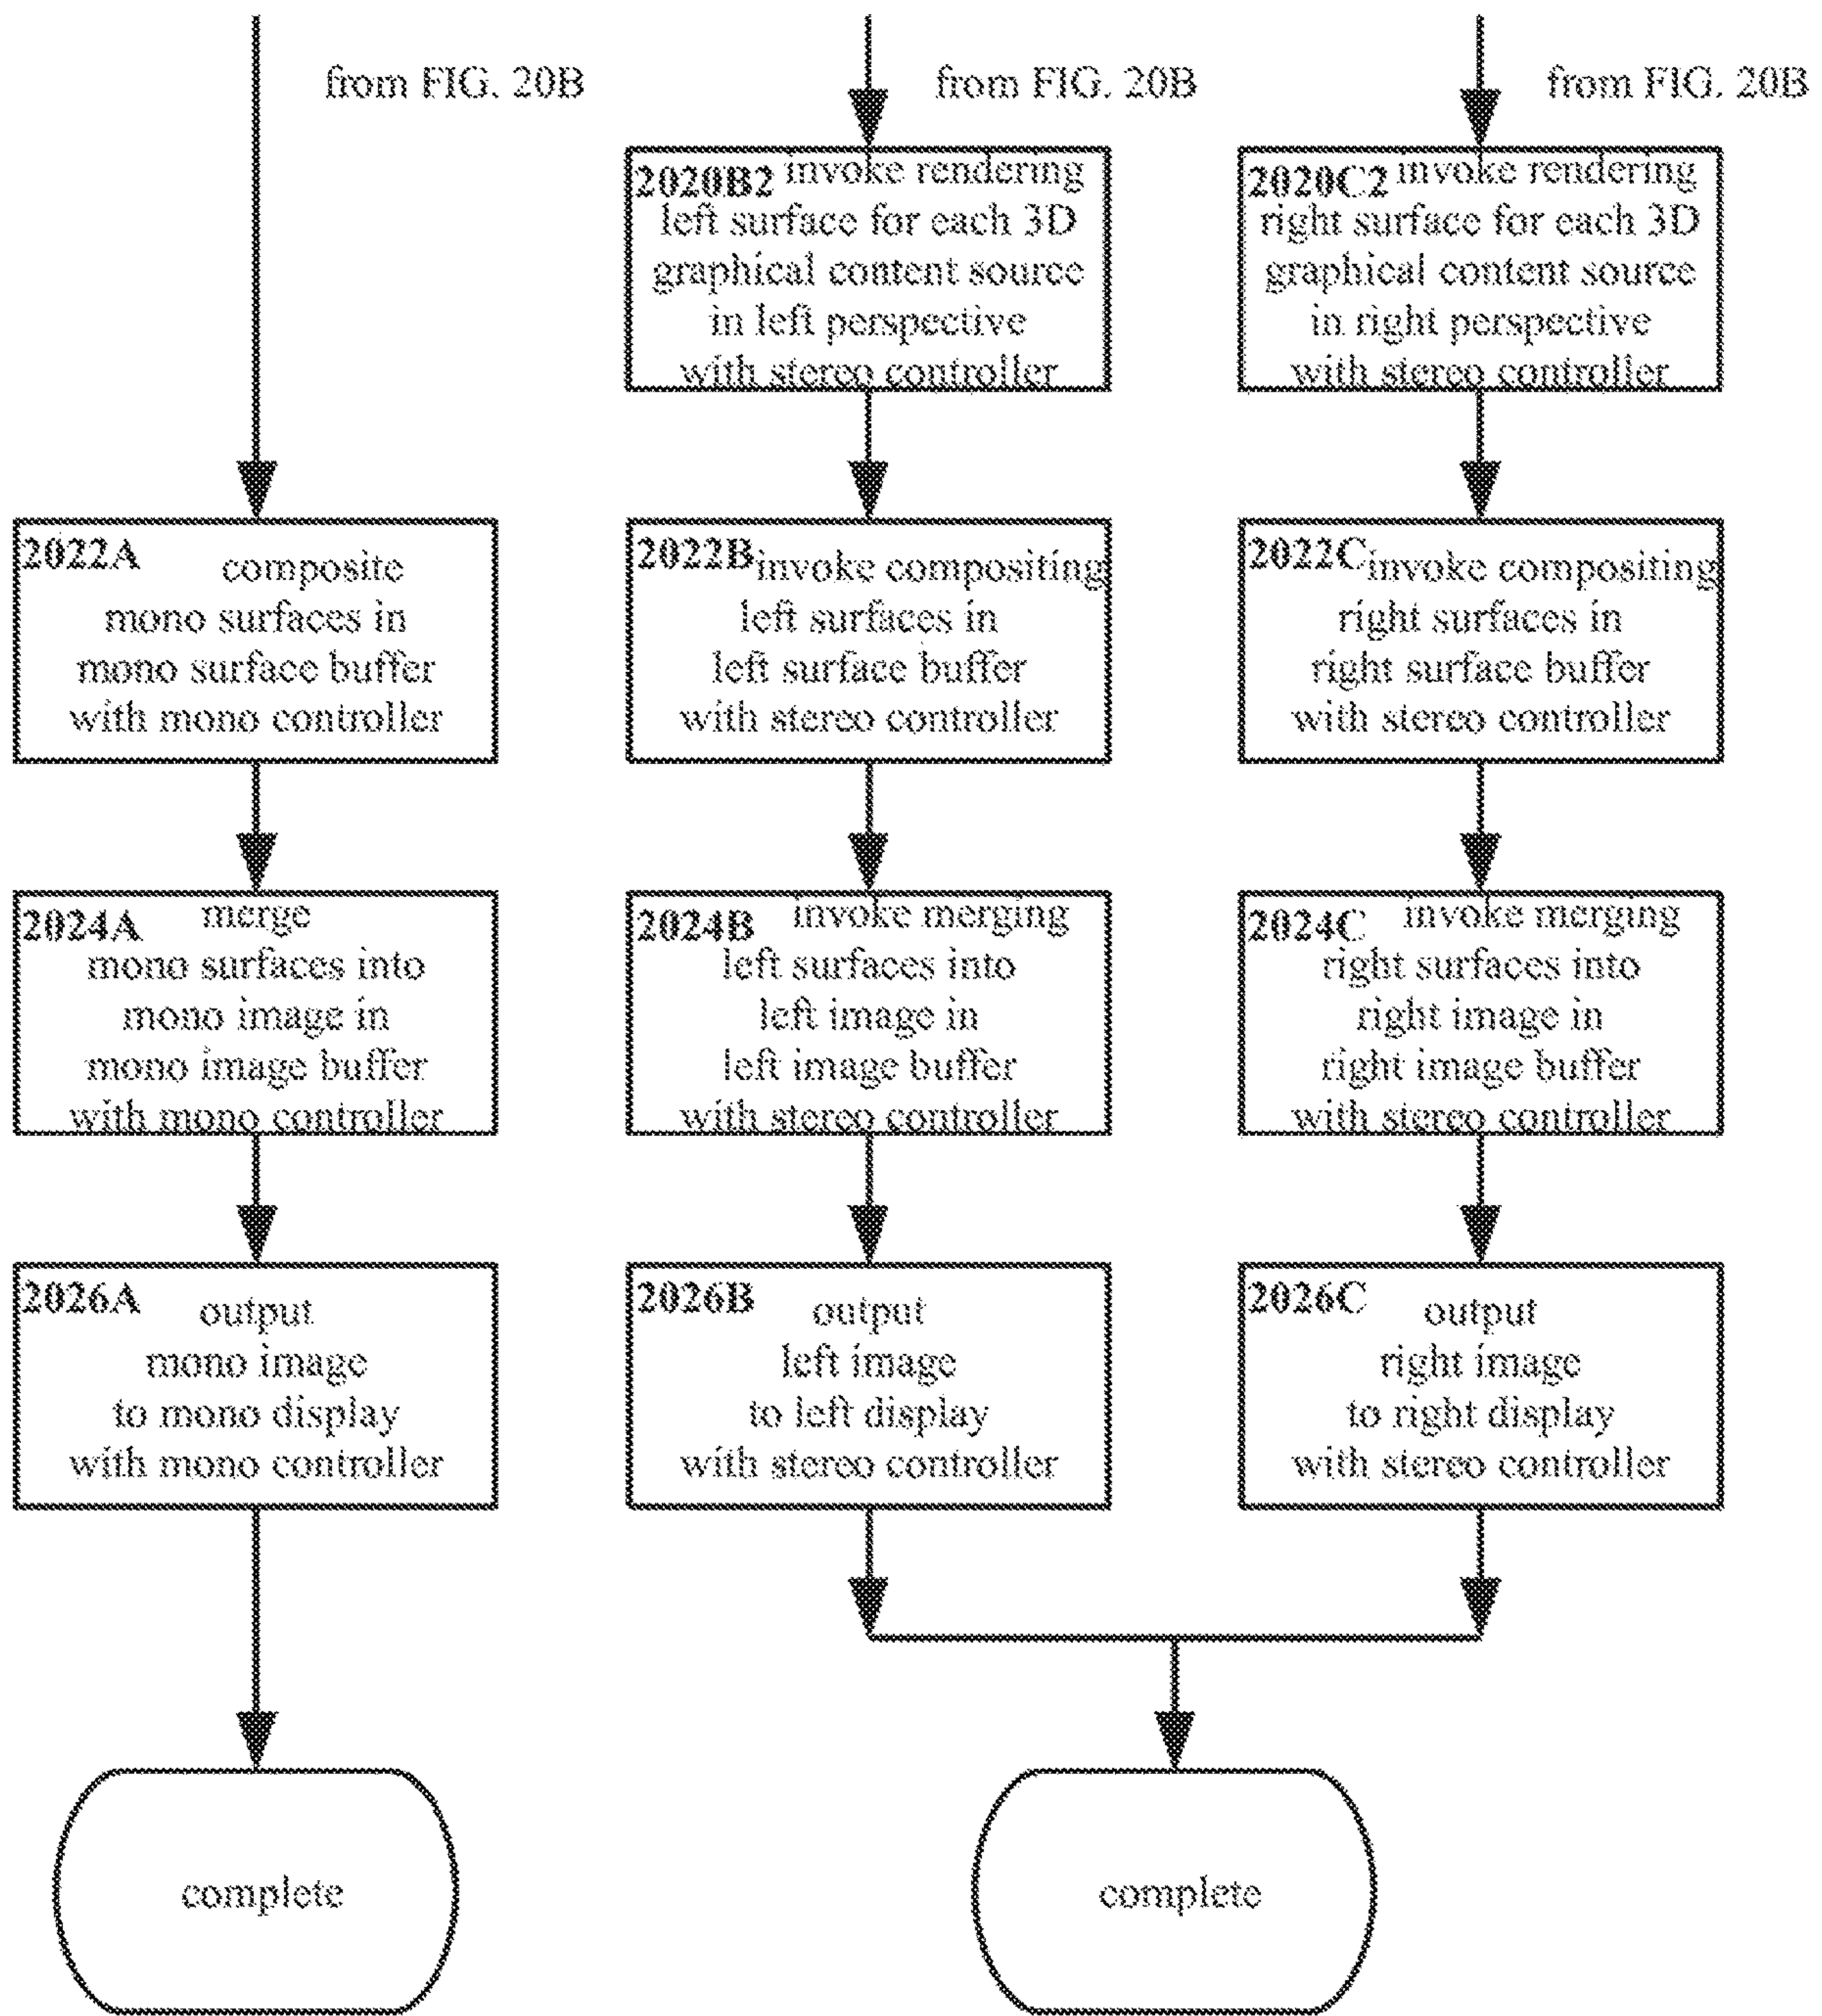 from FIG. 20B
from FIG. 20B
from FIG. 20B
2020B2 invoke rendering
left surface for each 3D
graphical content source
in left perspective
with stereo controller
2020C2 invoke rendering
right surface for each 3D
graphical content source
in right perspective
with stereo controller
2022A composite
mono surfaces in
mono surface buffer
with mono controller
2022B invoke compositing
left surfaces in
left surface buffer
with stereo controller
2022C invoke compositing
right surfaces in
right surface buffer
with stereo controller
2024A merge
mono surfaces into
mono image in
mono image buffer
with mono controller
2024B invoke merging
left surfaces into
left image in
left image buffer
with stereo controller
2024C invoke merging
right surfaces into
right image in
right image buffer
with stereo controller
2026A output
mono image
to mono display
with mono controller
2026B output
left image
to left display
with stereo controller
2026C output
right image
to right display
with stereo controller
complete
complete